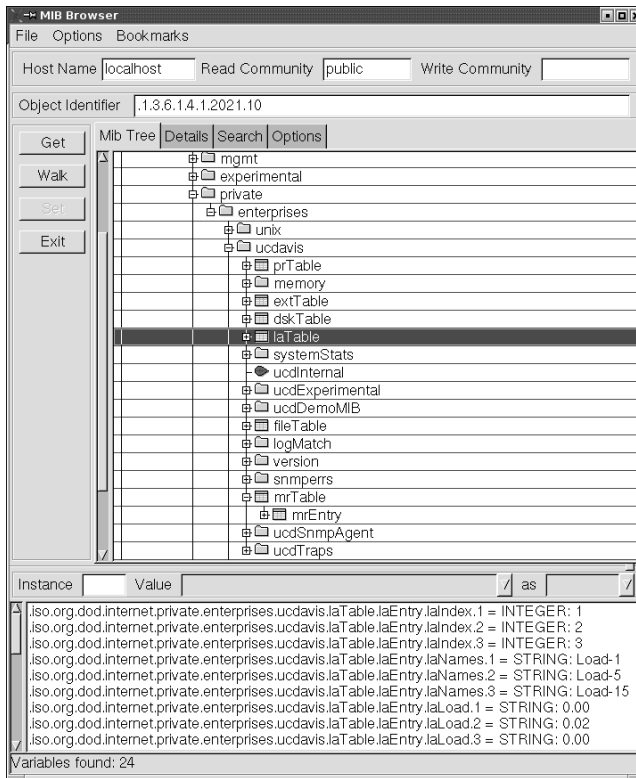 MIB Browser
File Options Bookmarks
Host Name localhost Read Community public Write Community
Object Identifier .1.3.6.1.4.1.2021.10
Get
Walk
Set
Exit
Mib Tree Details Search Options
mgmt
experimental
private
enterprises
unix
ucdavis
prTable
memory
extTable
dskTable
laTable
systemStats
ucdInternal
ucdExperimental
ucdDemoMIB
fileTable
logMatch
version
snmperrs
mrTable
mrEntry
ucdSnmpAgent
ucdTraps
Instance Value as
.iso.org.dod.internet.private.enterprises.ucdavis.laTable.laEntry.laIndex.1 = INTEGER: 1
.iso.org.dod.internet.private.enterprises.ucdavis.laTable.laEntry.laIndex.2 = INTEGER: 2
.iso.org.dod.internet.private.enterprises.ucdavis.laTable.laEntry.laIndex.3 = INTEGER: 3
.iso.org.dod.internet.private.enterprises.ucdavis.laTable.laEntry.laNames.1 = STRING: Load-1
.iso.org.dod.internet.private.enterprises.ucdavis.laTable.laEntry.laNames.2 = STRING: Load-5
.iso.org.dod.internet.private.enterprises.ucdavis.laTable.laEntry.laNames.3 = STRING: Load-15
.iso.org.dod.internet.private.enterprises.ucdavis.laTable.laEntry.laLoad.1 = STRING: 0.00
.iso.org.dod.internet.private.enterprises.ucdavis.laTable.laEntry.laLoad.2 = STRING: 0.02
.iso.org.dod.internet.private.enterprises.ucdavis.laTable.laEntry.laLoad.3 = STRING: 0.00
Variables found: 24